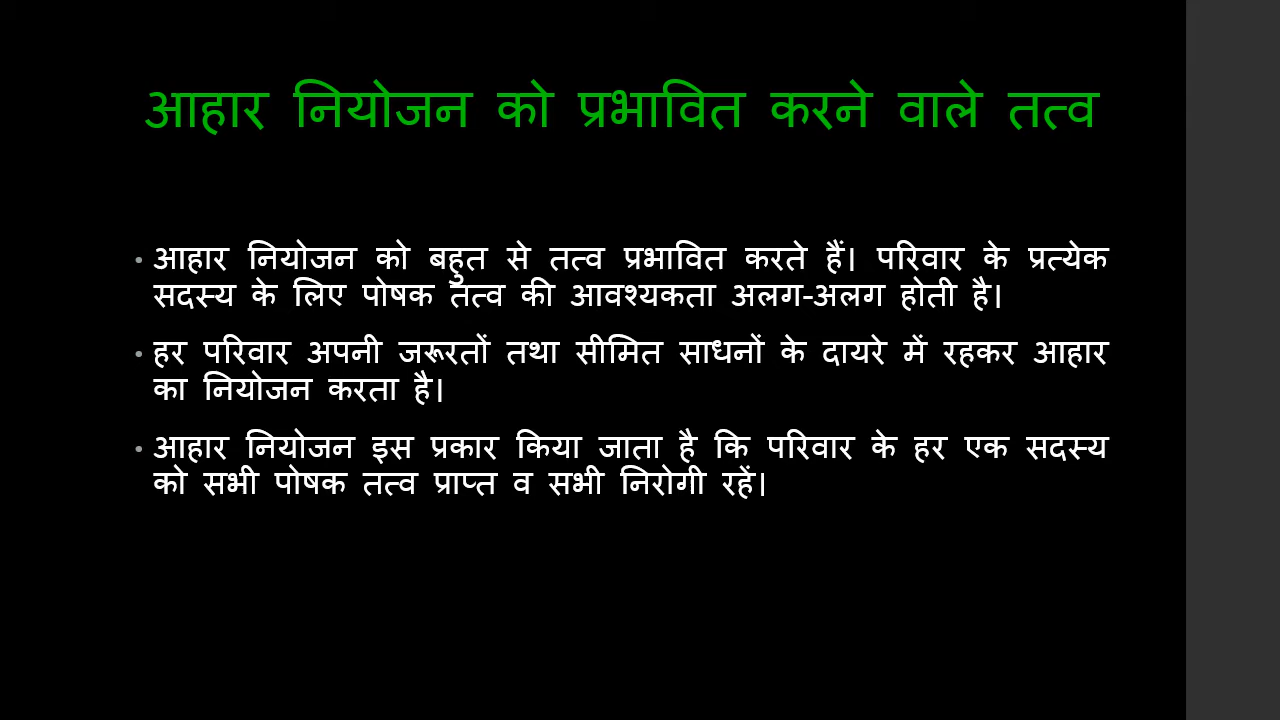 आहार नियोजन को प्रभावित करने वाले तत्व
• आहार नियोजन को बहुत से तत्व प्रभावित करते हैं। परिवार के प्रत्येक
सदस्य के लिए पोषक तत्व की आवश्यकता अलग-अलग होती है।
• हर परिवार अपनी जरूरतों तथा सीमित साधनों के दायरे में रहकर आहार
का नियोजन करता है।
• आहार नियोजन इस प्रकार किया जाता है कि परिवार के हर एक सदस्य
को सभी पोषक तत्व प्राप्त व सभी निरोगी रहें।